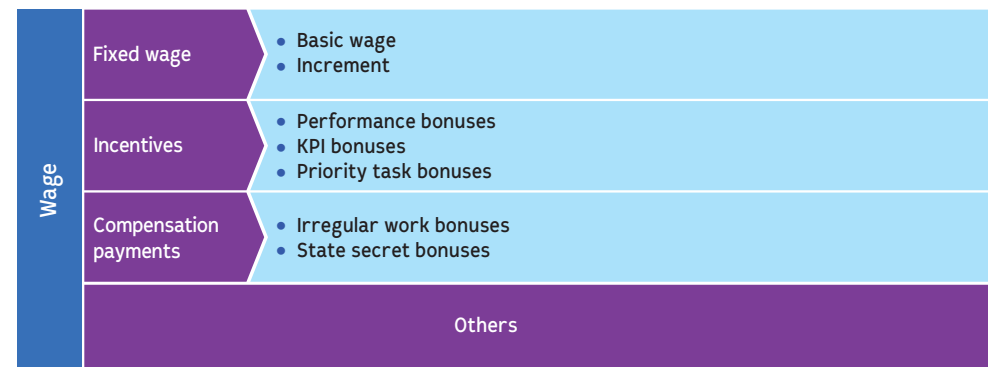 Wage
Fixed wage
• Basic wage
• Increment
Incentives
• Performance bonuses
• KPI bonuses
• Priority task bonuses
Compensation
payments
• Irregular work bonuses
• State secret bonuses
Others